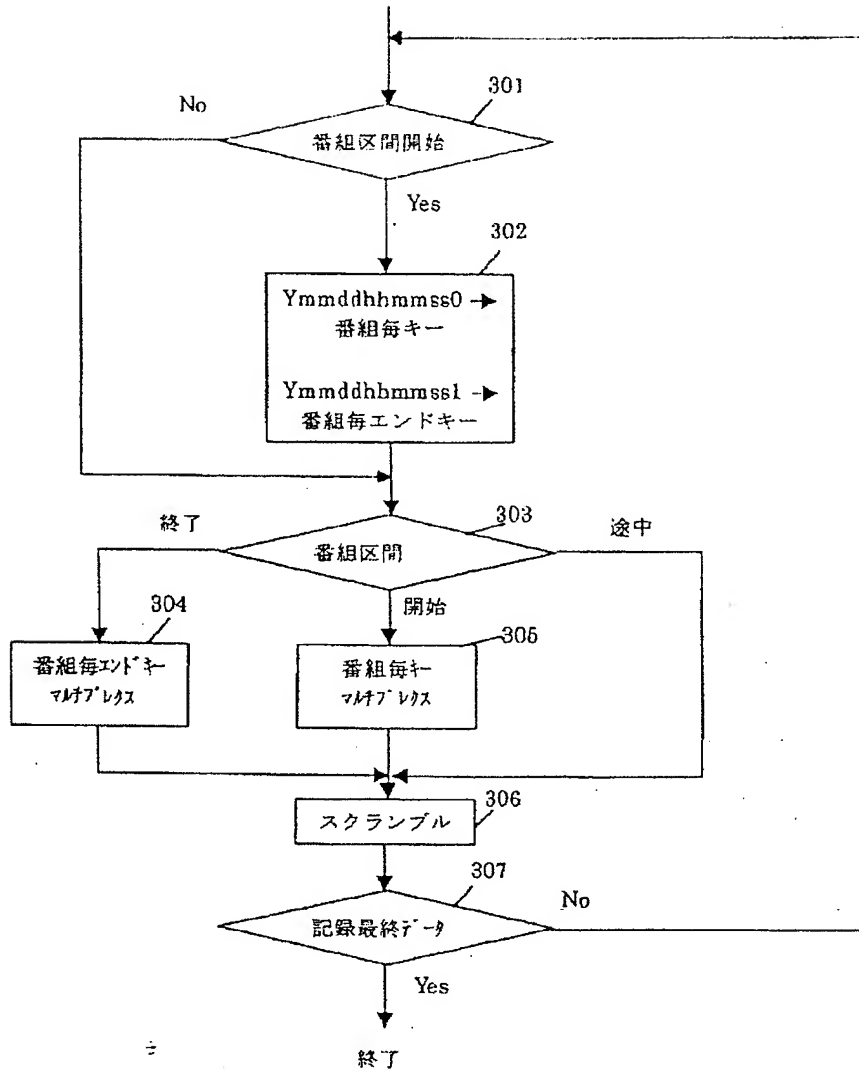 301
No
番組区間開始
Yes
302
Ymmddhhmmss0
番組毎キー
Ymmddhhmmss1
番組毎エンドキー
303
終了
途中
番組区間
開始
304
305
番組毎エンドキー
マルチプレクス
番組毎キー
マルチプレクス
スクランブル
306
307
記録最終データ
No
Yes
終了